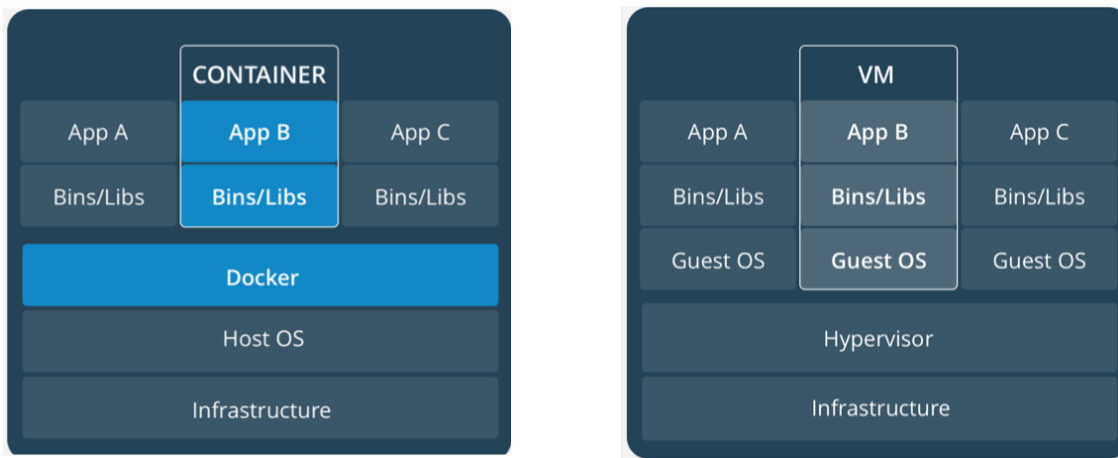 CONTAINER
App A App B App C
Bins/Libs Bins/Libs Bins/Libs
Docker
Host OS
Infrastructure
VM
App A App B App C
Bins/Libs Bins/Libs Bins/Libs
Guest OS Guest OS Guest OS
Hypervisor
Infrastructure